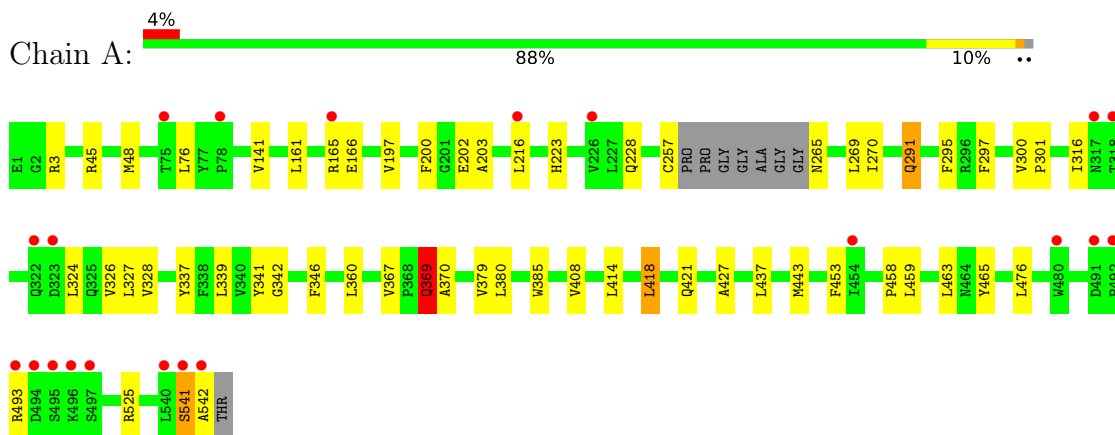 4%
Chain A:
88% 10% ••
E1 G2 R3 R45 M48 T75 L76 Y77 P78 V141 L161 R165 E166 V197 F200 G201 E202 A203 L216 H223 V226 L227 Q228 C257 PRO PRO GLY GLY ALA GLY GLY N265 L269 I270 Q291 F295 R296 F297 V300 P301 I316 N317 T318
Q322 D323 L324 Q325 V326 L327 V328 Y337 F338 L339 V340 Y341 G342 F346 L360 V367 P368 Q369 A370 V379 L380 W385 V408 L414 L418 Q421 A427 L437 M443 F453 I454 P458 L459 L463 N464 Y465 L476 W480 D491
R493 D494 S495 K496 S497 R525 L540 S541 A542 THR